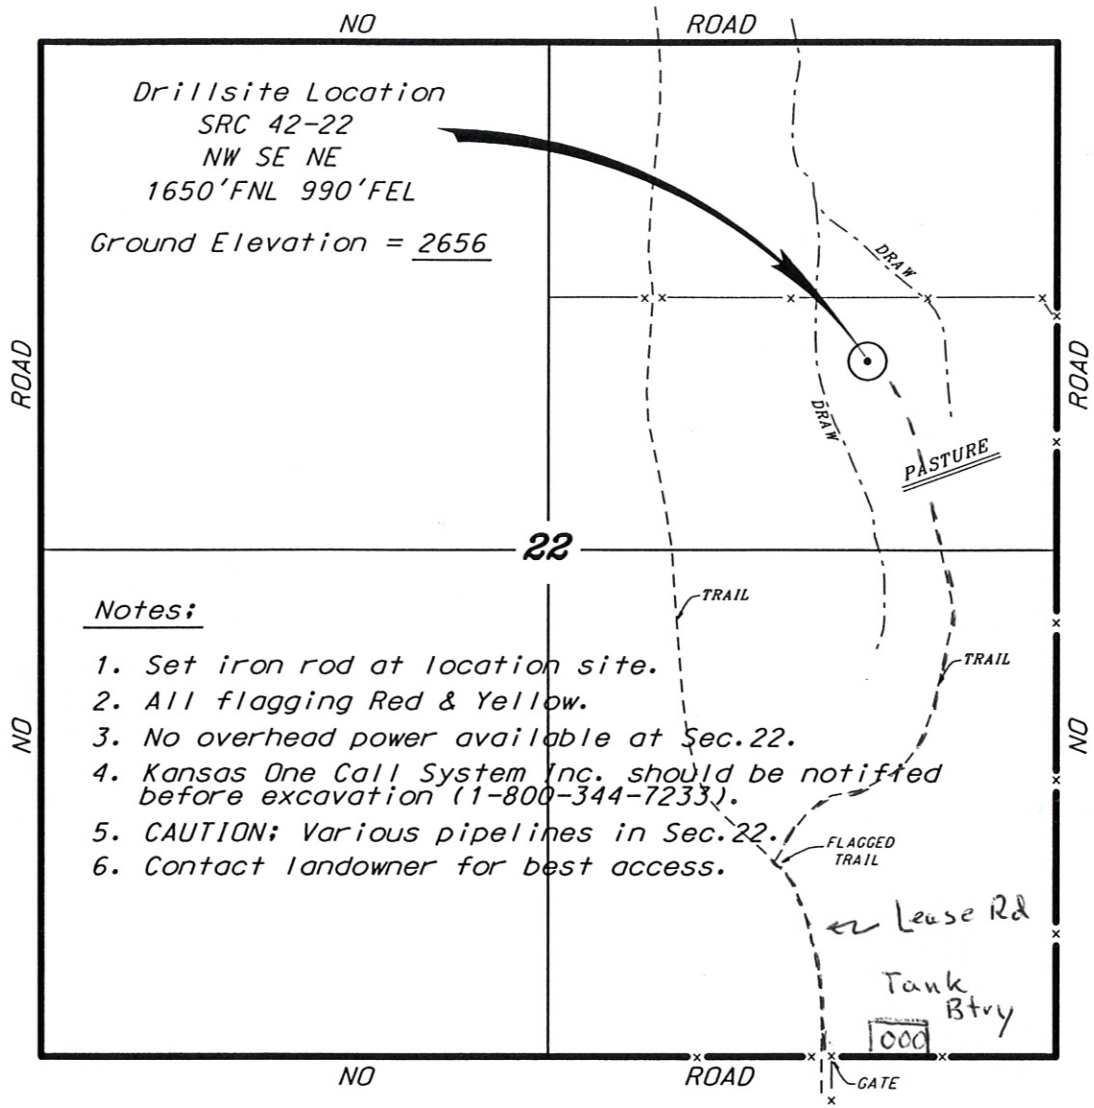 NO ROAD
Drillsite Location
SRC 42-22
NW SE NE
1650'FNL 990'FEL
Ground Elevation = 2656
DRAW
ROAD
ROAD
DRAW
PASTURE
22
TRAIL
Notes:
1. Set iron rod at location site.
TRAIL
2. All flagging Red & Yellow.
NO
3. No overhead power available at Sec.22.
NO
4. Kansas One Call System Inc. should be notified
before excavation (1-800-344-7233).
5. CAUTION: Various pipelines in Sec.22.
FLAGGED
TRAIL
6. Contact landowner for best access.
Lease Rd
Tank
Btry
000
NO ROAD
GATE